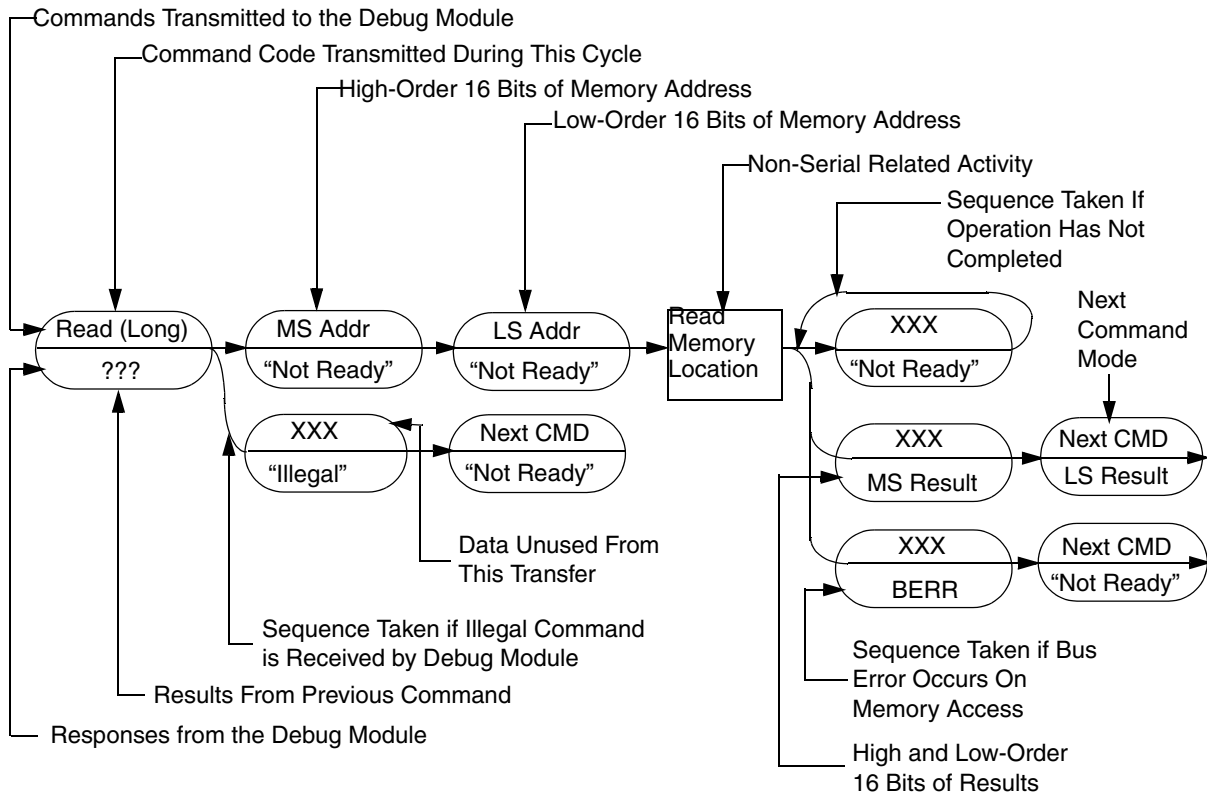 Commands Transmitted to the Debug Module
Command Code Transmitted During This Cycle
High-Order 16 Bits of Memory Address
Low-Order 16 Bits of Memory Address
Non-Serial Related Activity
Sequence Taken If
Operation Has Not
Completed
Next
Command
Mode
Read (Long)
???
MS Addr
“Not Ready”
LS Addr
“Not Ready”
Read
Memory
Location
XXX
“Not Ready”
XXX
“Illegal”
Next CMD
“Not Ready”
XXX
MS Result
Next CMD
LS Result
XXX
BERR
Next CMD
“Not Ready”
Data Unused From
This Transfer
Sequence Taken if Illegal Command
is Received by Debug Module
Results From Previous Command
Responses from the Debug Module
Sequence Taken if Bus
Error Occurs On
Memory Access
High and Low-Order
16 Bits of Results